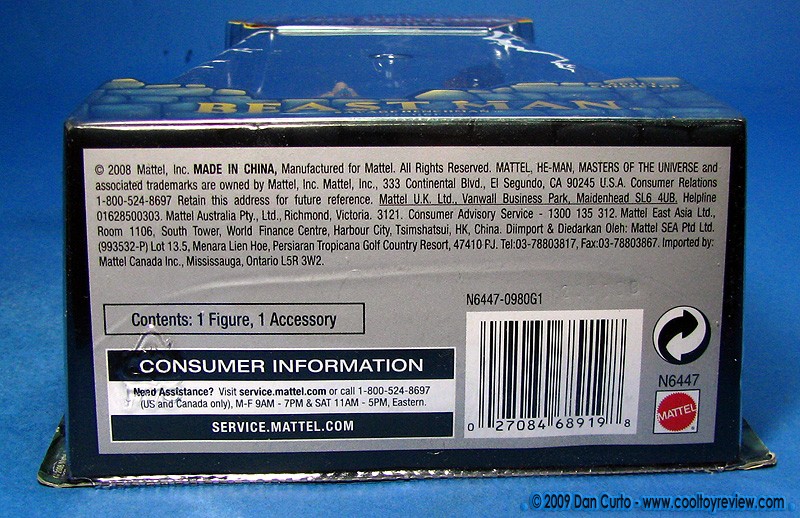 BEAST MAN
© 2008 Mattel, Inc. MADE IN CHINA, Manufactured for Mattel. All Rights Reserved. MATTEL, HE-MAN, MASTERS OF THE UNIVERSE and
associated trademarks are owned by Mattel, Inc. Mattel, Inc., 333 Continental Blvd., El Segundo, CA 90245 U.S.A. Consumer Relations
1-800-524-8697 Retain this address for future reference. Mattel U.K. Ltd., Vanwall Business Park, Maidenhead SL6 4UB. Helpline
01628500303. Mattel Australia Pty., Ltd., Richmond, Victoria. 3121. Consumer Advisory Service - 1300 135 312. Mattel East Asia Ltd.,
Room 1106, South Tower, World Finance Centre, Harbour City, Tsimshatsui, HK, China. Diimport & Diedarkan Oleh: Mattel SEA Ptd Ltd.
(993532-P) Lot 13.5, Menara Lien Hoe, Persiaran Tropicana Golf Country Resort, 47410 PJ. Tel:03-78803817, Fax:03-78803867. Imported by:
Mattel Canada Inc., Mississauga, Ontario L5R 3W2.
N6447-0980G1
Contents: 1 Figure, 1 Accessory
CONSUMER INFORMATION
Need Assistance? Visit service.mattel.com or call 1-800-524-8697
(US and Canada only), M-F 9AM - 7PM & SAT 11AM - 5PM, Eastern.
SERVICE.MATTEL.COM
0 27084 68919 8
N6447
MATTEL
© 2009 Dan Curto - www.cooltoyreview.com